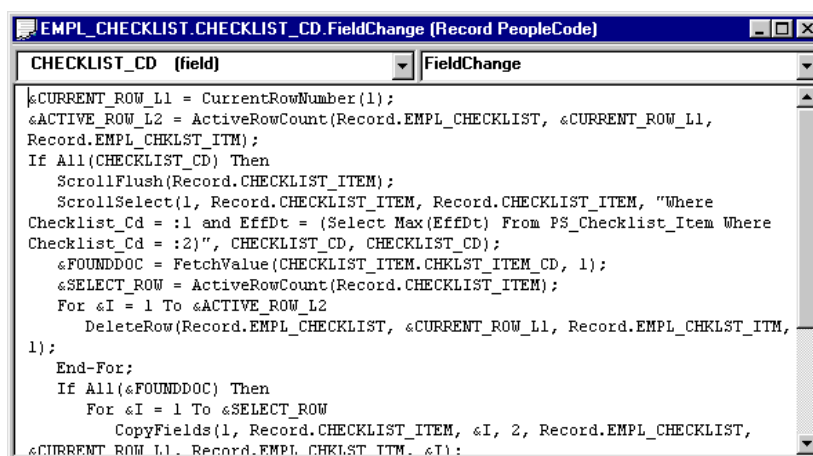 EMPL_CHECKLIST.CHECKLIST_CD.FieldChange (Record PeopleCode)
CHECKLIST_CD (field) FieldChange
&CURRENT_ROW_L1 = CurrentRowNumber(1);
&ACTIVE_ROW_L2 = ActiveRowCount(Record.EMPL_CHECKLIST, &CURRENT_ROW_L1,
Record.EMPL_CHKLST_ITM);
If All(CHECKLIST_CD) Then
   ScrollFlush(Record.CHECKLIST_ITEM);
   ScrollSelect(1, Record.CHECKLIST_ITEM, Record.CHECKLIST_ITEM, "Where
Checklist_Cd = :1 and EffDt = (Select Max(EffDt) From PS_Checklist_Item Where
Checklist_Cd = :2)", CHECKLIST_CD, CHECKLIST_CD);
   &FOUNDDOC = FetchValue(CHECKLIST_ITEM.CHKLST_ITEM_CD, 1);
   &SELECT_ROW = ActiveRowCount(Record.CHECKLIST_ITEM);
   For &I = 1 To &ACTIVE_ROW_L2
      DeleteRow(Record.EMPL_CHECKLIST, &CURRENT_ROW_L1, Record.EMPL_CHKLST_ITM,
1);
   End-For;
   If All(&FOUNDDOC) Then
      For &I = 1 To &SELECT_ROW
         CopyFields(1, Record.CHECKLIST_ITEM, &I, 2, Record.EMPL_CHECKLIST,
&CURRENT_ROW_L1, Record.EMPL_CHKLST_ITM, &I);